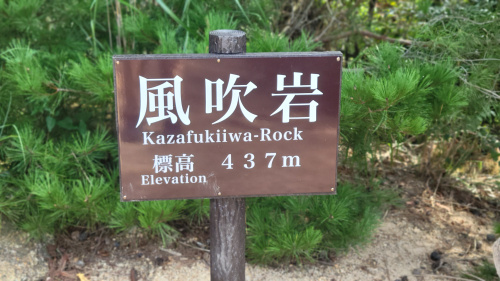 風吹岩
Kazafukiiwa-Rock
標高 437m
Elevation